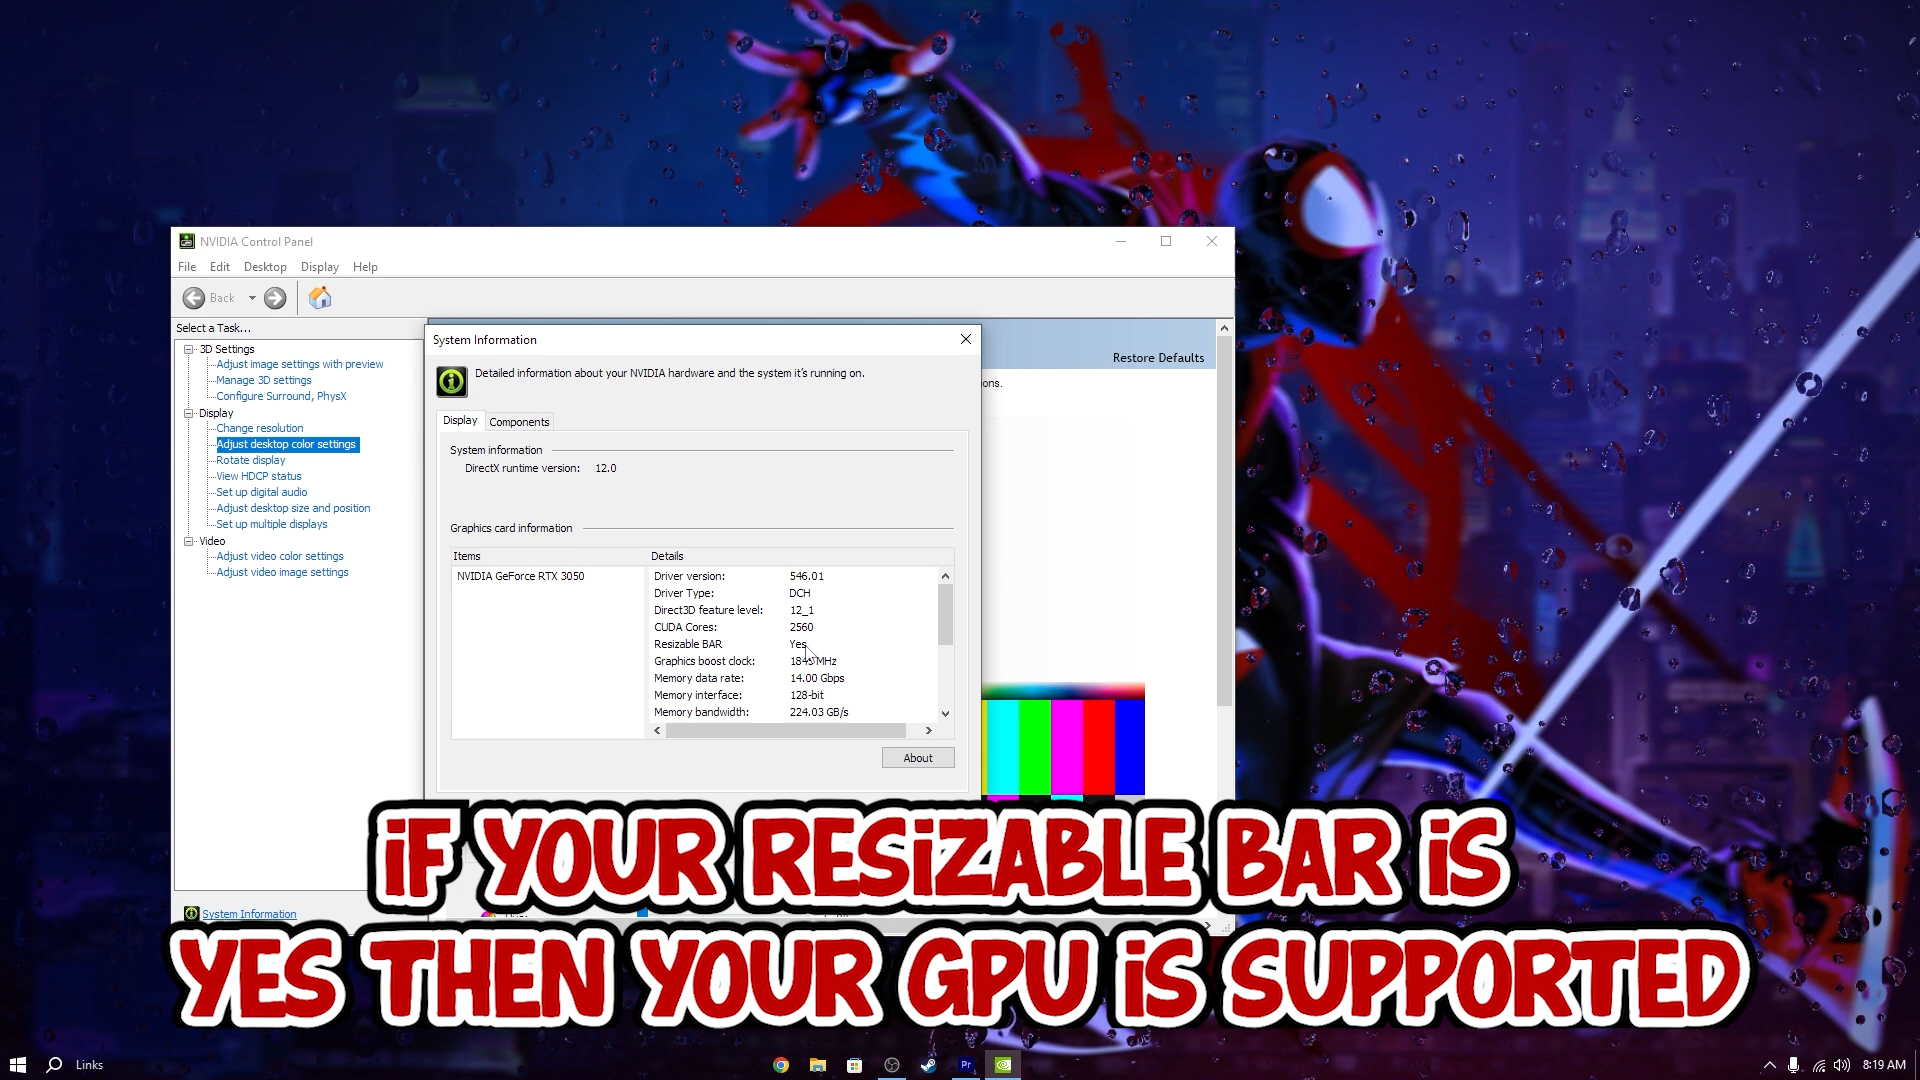 NVIDIA Control Panel
File Edit Desktop Display Help
Back
Select a Task...
3D Settings
Adjust image settings with preview
Manage 3D settings
Configure Surround, PhysX
Display
Change resolution
Adjust desktop color settings
Rotate display
View HDCP status
Set up digital audio
Adjust desktop size and position
Set up multiple displays
Video
Adjust video color settings
Adjust video image settings
System Information
Restore Defaults
System Information
Detailed information about your NVIDIA hardware and the system it's running on.
Display Components
System information
DirectX runtime version: 12.0
Graphics card information
Items Details
NVIDIA GeForce RTX 3050
Driver version: 546.01
Driver Type: DCH
Direct3D feature level: 12_1
CUDA Cores: 2560
Resizable BAR Yes
Graphics boost clock: MHz
Memory data rate: 14.00 Gbps
Memory interface: 128-bit
Memory bandwidth: 224.03 GB/s
About
iF YOUR RESiZABLE BAR iS
YES THEN YOUR GPU iS SUPPORTED
Links
Pr
8:19 AM